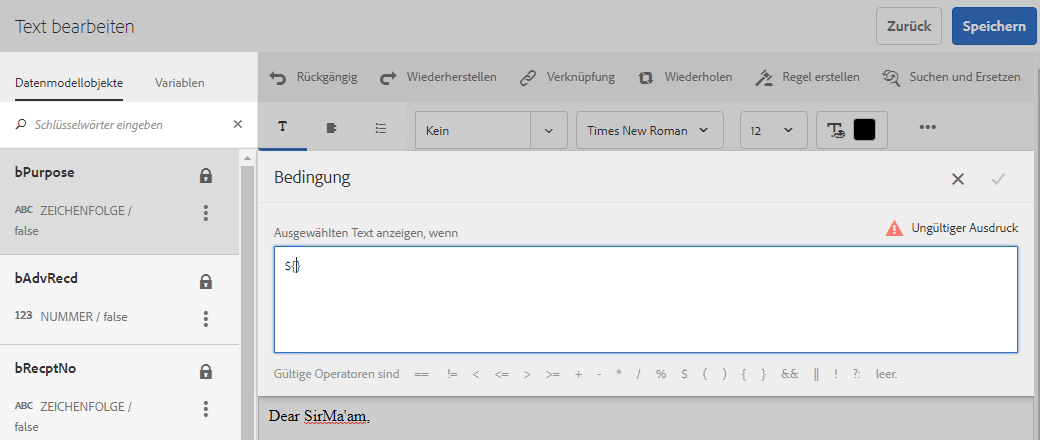 Text bearbeiten
Zurück
Speichern
Datenmodellobjekte
Variablen
Schlüsselwörter eingeben
bPurpose
ABC ZEICHENFOLGE /
false
bAdvRecd
123 NUMMER / false
bRecptNo
ABC ZEICHENFOLGE /
false
Rückgängig
Wiederherstellen
Verknüpfung
Wiederholen
Regel erstellen
Suchen und Ersetzen
T
Kein
Times New Roman
12
Bedingung
Ausgewählten Text anzeigen, wenn
Ungültiger Ausdruck
${}
Gültige Operatoren sind == != < <= > >= + - * / % $ ( ) { } && || ! ?: leer.
Dear SirMa'am,